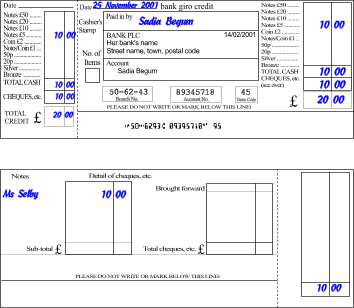 Date ............
Notes £50 ........
Notes £20 ........
Notes £10 ........
Notes £5 ........ 10 00
Coin £2 ........
Notes/Coin £1 ...
50p ........
20p ........
Silver ........
Bronze ........
TOTAL CASH 10 00
CHEQUES, etc. 10 00
TOTAL CREDIT £ 20 00
Date 25 November 2001 bank giro credit
Cashier's Stamp
No. of Items
Paid in by Sadia Begum
BANK PLC 14/02/2001
Her bank's name
Street name, town, postal code
Account
Sadia Begum
50-62-43 89345718 45
Branch No. Account No. Trans. Code
PLEASE DO NOT WRITE OR MARK BELOW THIS LINE:
Notes £50
Notes £20
Notes £10
Notes £5 10 00
Coin £2
Notes/Coin £1
50p
20p
Silver
Bronze
TOTAL CASH 10 00
CHEQUES, etc. 10 00
(see over)
£ 20 00
Notes Detail of cheques, etc.
Ms Selby 10 00
Brought forward
Sub-total £ Total cheques, etc. £
PLEASE DO NOT WRITE OR MARK BELOW THIS LINE:
10 00